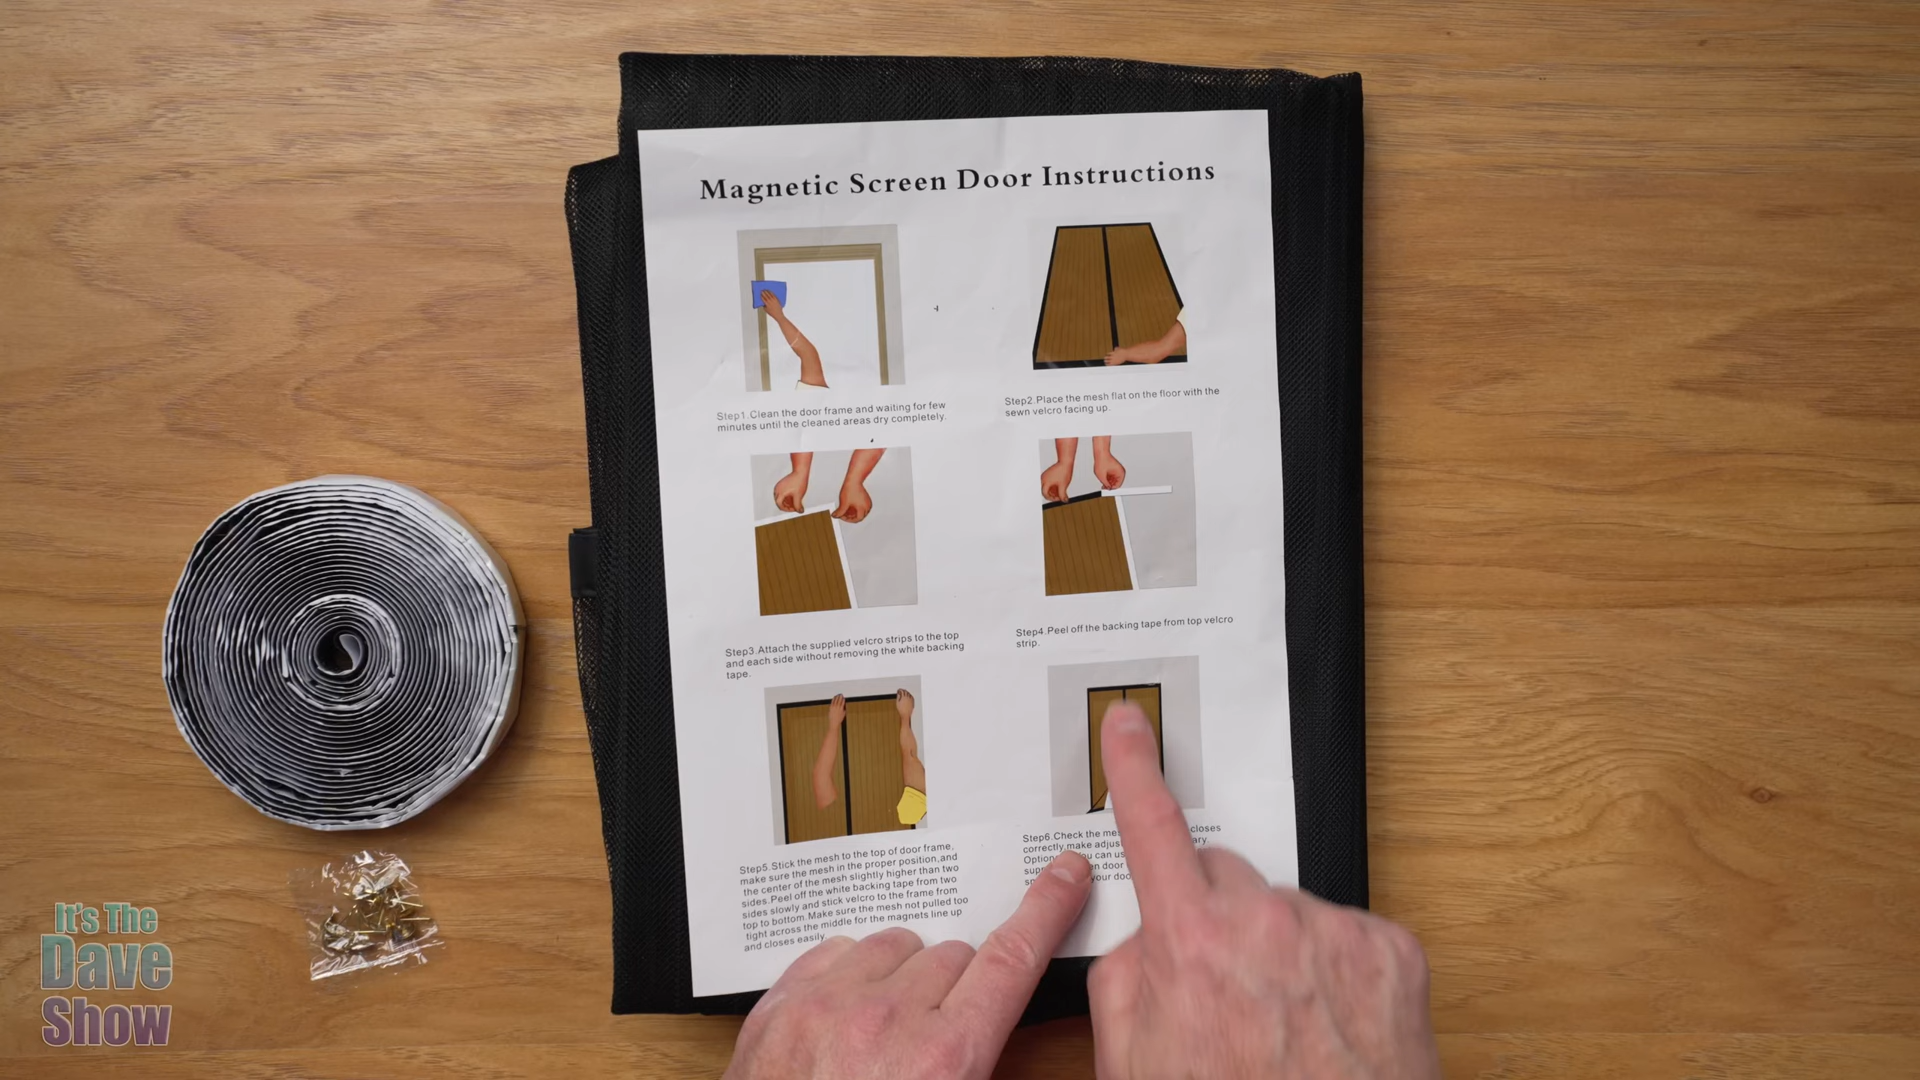 Magnetic Screen Door Instructions
Step1.Clean the door frame and waiting for few
minutes until the cleaned areas dry completely.
Step2.Place the mesh flat on the floor with the
sewn velcro facing up.
Step3.Attach the supplied velcro strips to the top
and each side without removing the white backing
tape.
Step4.Peel off the backing tape from top velcro
strip.
Step5.Stick the mesh to the top of door frame,
make sure the mesh in the proper position,and
the center of the mesh slightly higher than two
sides.Peel off the white backing tape from two
sides slowly and stick velcro to the frame from
top to bottom.Make sure the mesh not pulled too
tight across the middle for the magnets line up
and closes easily.
Step6.Check the closes
correctly,make
you can
door
your
It's The
Dave
Show